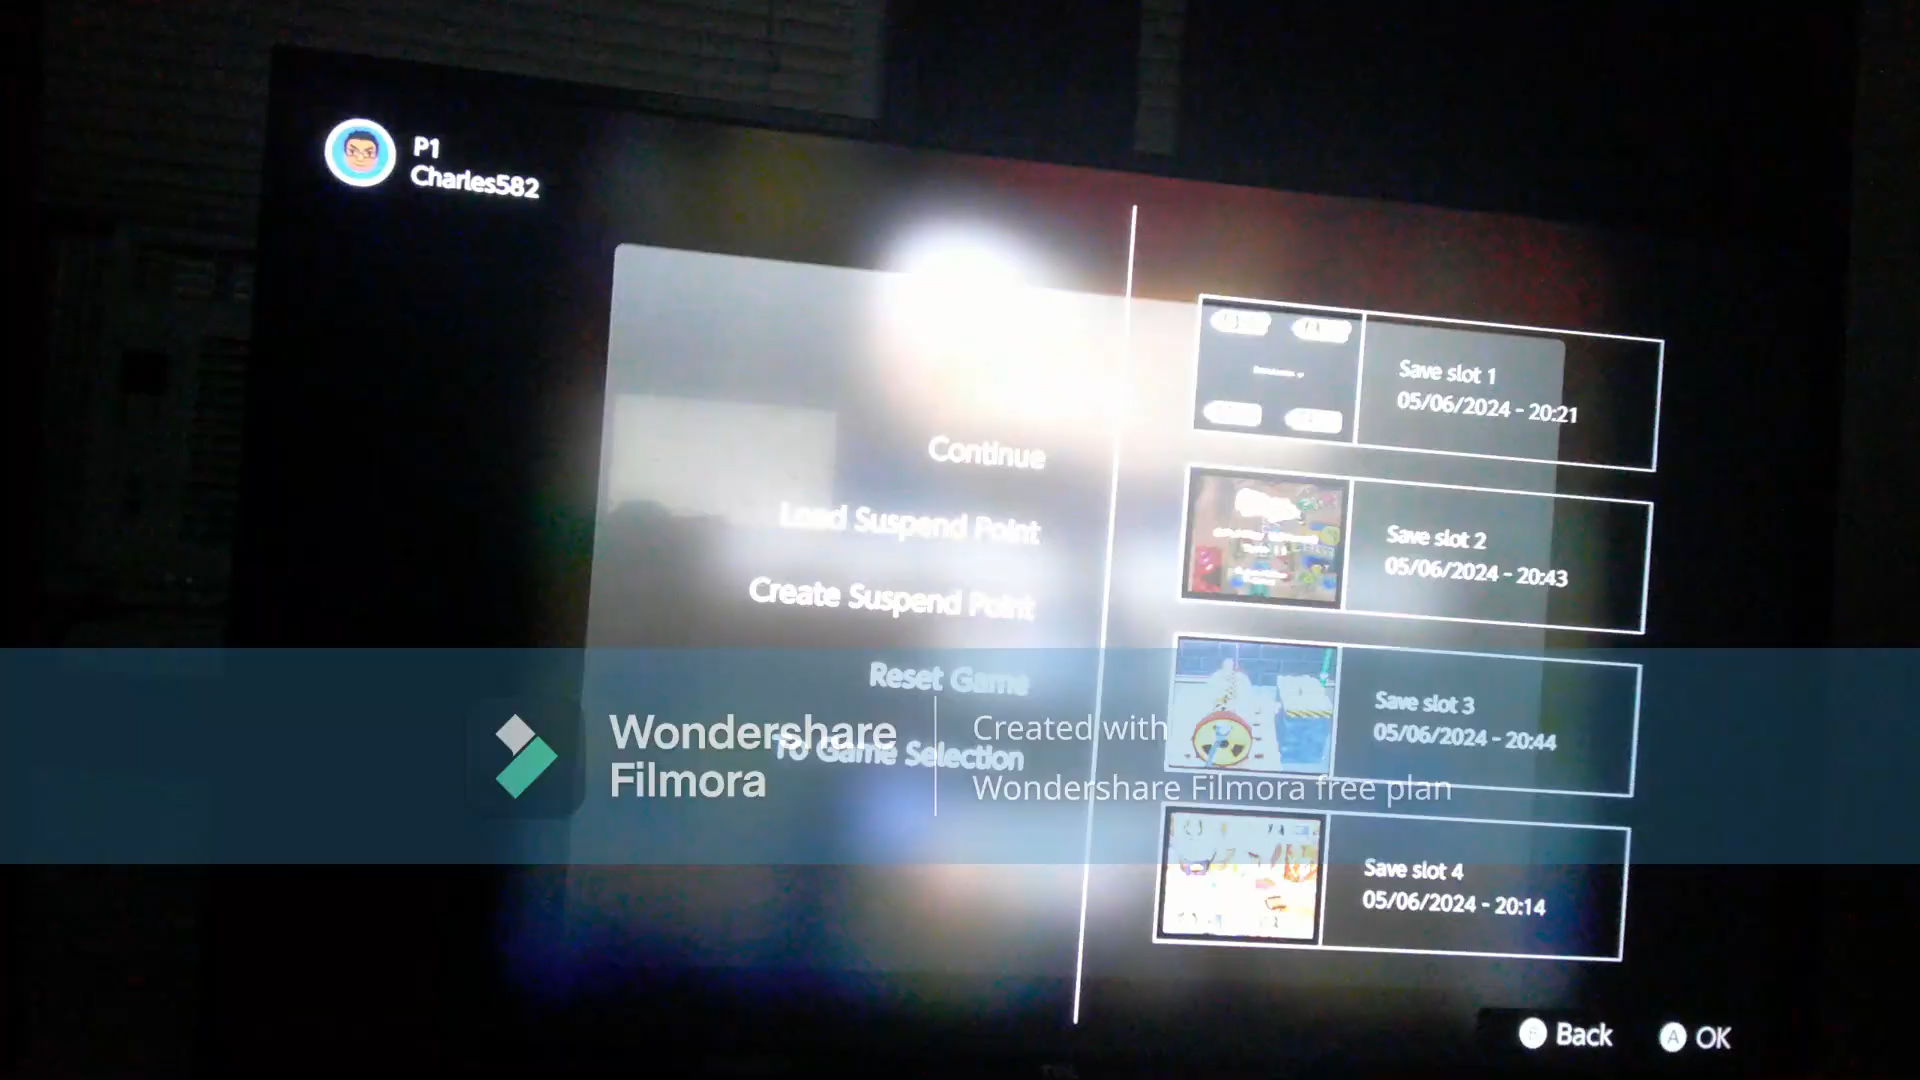 P1
Charles582
Continue
Load Suspend Point
Create Suspend Point
Reset Game
To Game Selection
Save slot 1
05/06/2024 - 20:21
Save slot 2
05/06/2024 - 20:43
Save slot 3
05/06/2024 - 20:44
Save slot 4
05/06/2024 - 20:14
Wondershare
Filmora
Created with
Wondershare Filmora free plan
Back
A OK